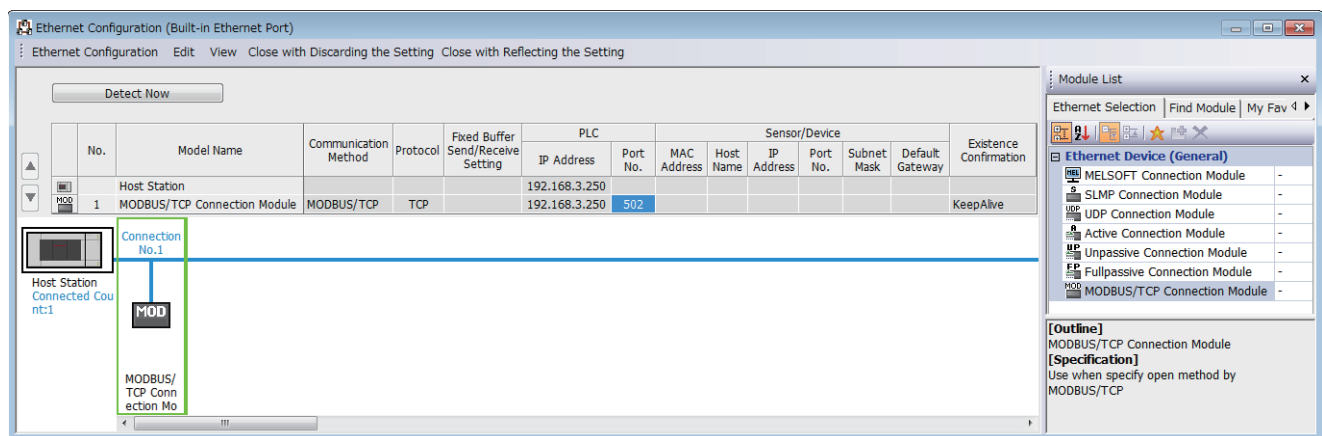 Ethernet Configuration (Built-in Ethernet Port)
Ethernet Configuration Edit View Close with Discarding the Setting Close with Reflecting the Setting
Detect Now
No. Model Name Communication Method Protocol Fixed Buffer Send/Receive Setting PLC Sensor/Device Existence Confirmation
IP Address Port No. MAC Address Host Name IP Address Port No. Subnet Mask Default Gateway
Host Station 192.168.3.250
MOD 1 MODBUS/TCP Connection Module MODBUS/TCP TCP 192.168.3.250 502 KeepAlive
Connection
No.1
Host Station
Connected Cou
nt:1
MOD
MODBUS/
TCP Conn
ection Mo
Module List
Ethernet Selection Find Module My Fav
Ethernet Device (General)
MEL MELSOFT Connection Module -
S SLMP Connection Module -
UDP UDP Connection Module -
A Active Connection Module -
UP Unpassive Connection Module -
FP Fullpassive Connection Module -
MOD MODBUS/TCP Connection Module -
[Outline]
MODBUS/TCP Connection Module
[Specification]
Use when specify open method by
MODBUS/TCP